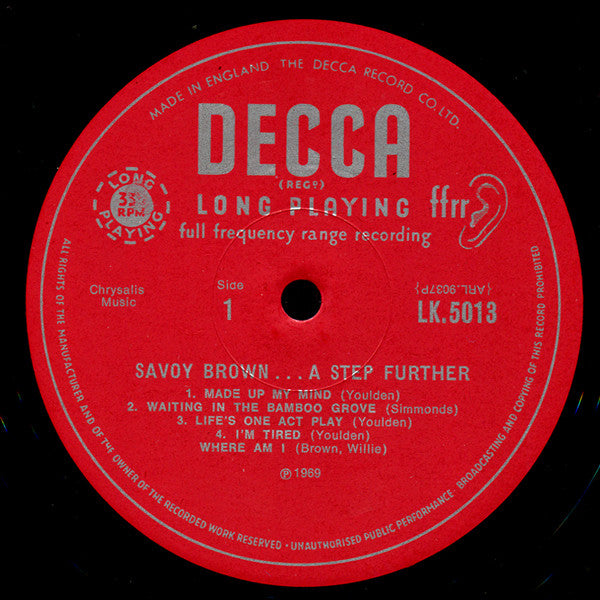 MADE IN ENGLAND THE DECCA RECORD CO. LTD.
DECCA
(REGD)
LONG PLAYING
33⅓ RPM
LONG PLAYING ffrr
full frequency range recording
Chrysalis
Music
Side
1
{ARL.9037P}
LK.5013
SAVOY BROWN...A STEP FURTHER
1. MADE UP MY MIND (Youlden)
2. WAITING IN THE BAMBOO GROVE (Simmonds)
3. LIFE'S ONE ACT PLAY (Youlden)
4. I'M TIRED (Youlden)
WHERE AM I (Brown, Willie)
℗1969
ALL RIGHTS OF THE MANUFACTURER AND OF THE OWNER OF THE RECORDED WORK RESERVED · UNAUTHORISED PUBLIC PERFORMANCE · BROADCASTING AND COPYING OF THIS RECORD PROHIBITED